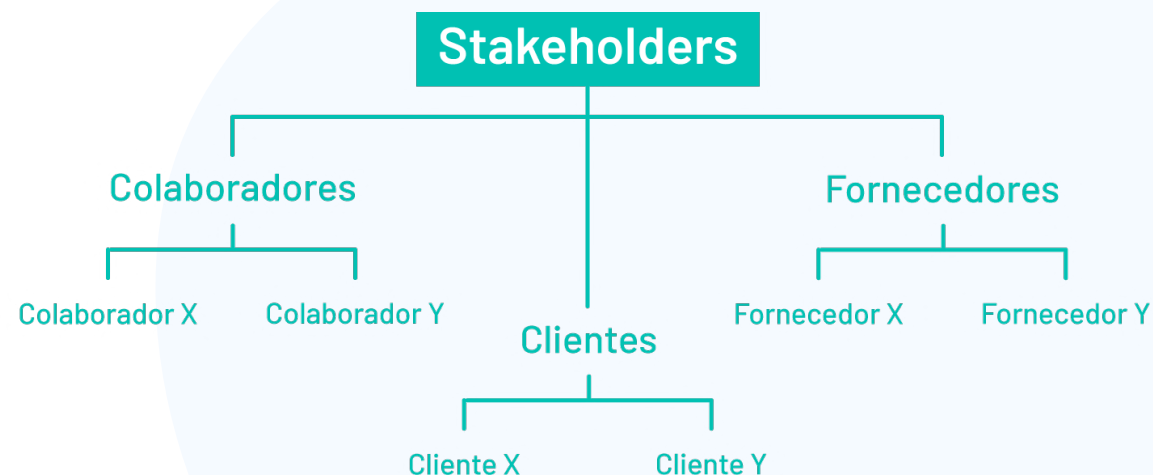 Stakeholders
Colaboradores
Fornecedores
Colaborador X
Colaborador Y
Fornecedor X
Fornecedor Y
Clientes
Cliente X
Cliente Y